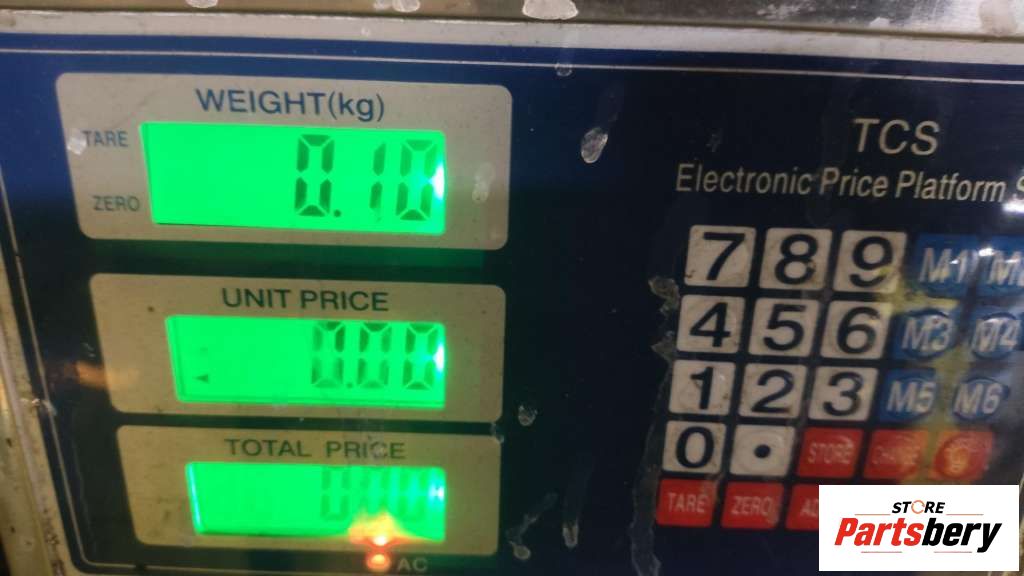 WEIGHT(kg)
TARE
ZERO
0.10
UNIT PRICE
0.00
TOTAL PRICE
AC
TCS
Electronic Price Platform
7 8 9 M1
4 5 6 M3 M4
1 2 3 M5 M6
0 • STORE
TARE ZERO
STORE
Partsbery